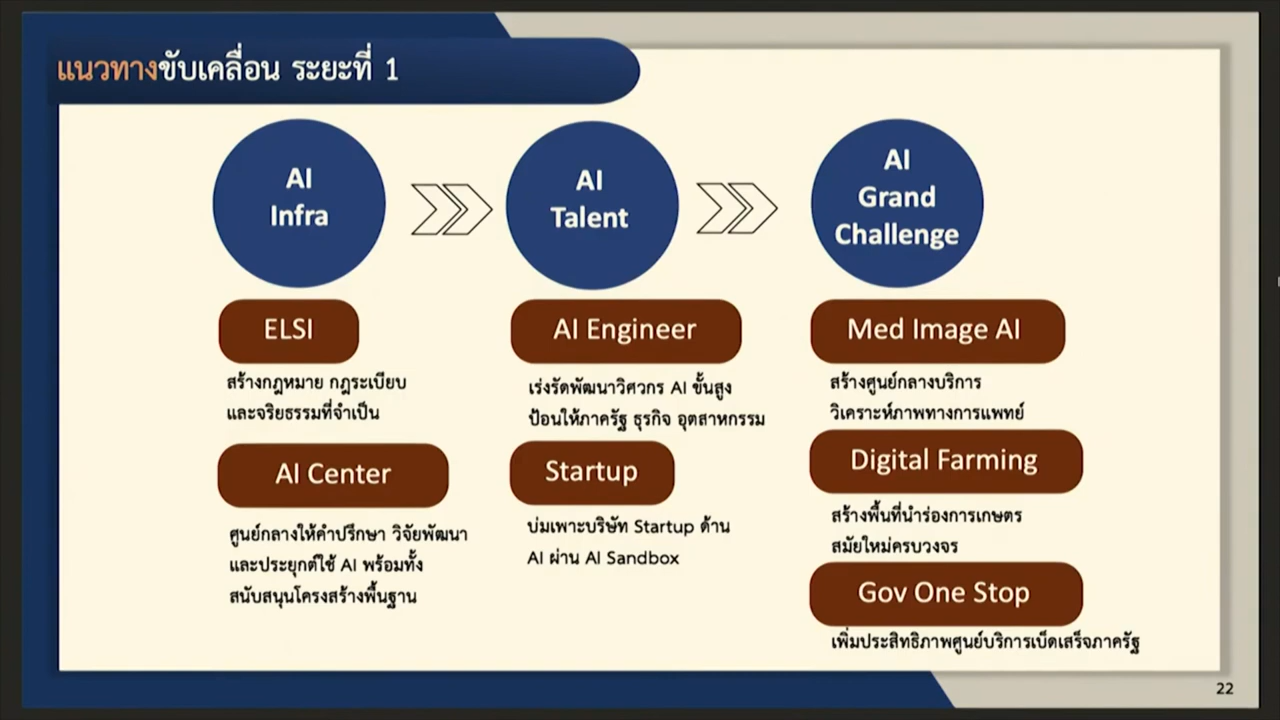 แนวทางขับเคลื่อน ระยะที่ 1
AI
Infra
AI
Talent
AI
Grand
Challenge
ELSI
สร้างกฎหมาย กฎระเบียบ
และจริยธรรมที่จำเป็น
AI Center
ศูนย์กลางให้คำปรึกษา วิจัยพัฒนา
และประยุกต์ใช้ AI พร้อมทั้ง
สนับสนุนโครงสร้างพื้นฐาน
AI Engineer
เร่งรัดพัฒนาวิศวกร AI ขั้นสูง
ป้อนให้ภาครัฐ ธุรกิจ อุตสาหกรรม
Startup
บ่มเพาะบริษัท Startup ด้าน
AI ผ่าน AI Sandbox
Med Image AI
สร้างศูนย์กลางบริการ
วิเคราะห์ภาพทางการแพทย์
Digital Farming
สร้างพื้นที่นำร่องการเกษตร
สมัยใหม่ครบวงจร
Gov One Stop
เพิ่มประสิทธิภาพศูนย์บริการเบ็ดเสร็จภาครัฐ
22